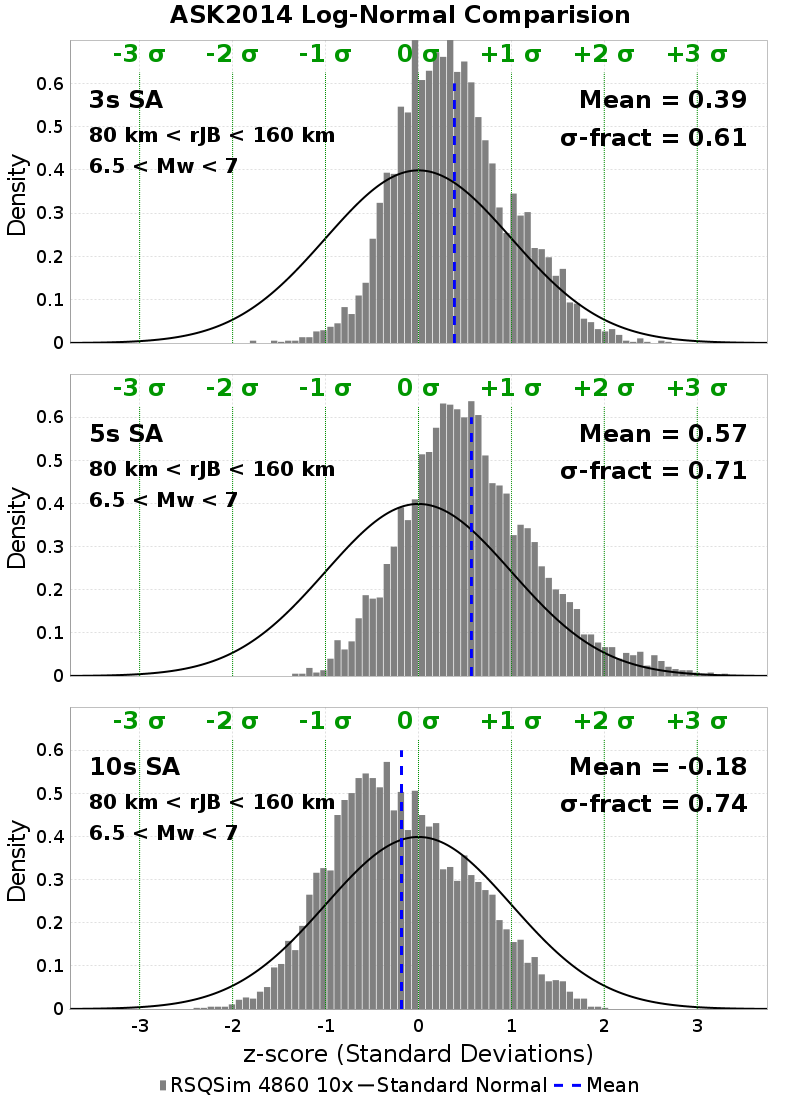 ASK2014 Log-Normal Comparision
-3 σ -2 σ -1 σ 0 σ +1 σ +2 σ +3 σ
3s SA
80 km < rJB < 160 km
6.5 < Mw < 7
Mean = 0.39
σ-fract = 0.61
Density
0.6
0.5
0.4
0.3
0.2
0.1
0
-3 σ -2 σ -1 σ 0 σ +1 σ +2 σ +3 σ
5s SA
80 km < rJB < 160 km
6.5 < Mw < 7
Mean = 0.57
σ-fract = 0.71
Density
0.6
0.5
0.4
0.3
0.2
0.1
0
-3 σ -2 σ -1 σ 0 σ +1 σ +2 σ +3 σ
10s SA
80 km < rJB < 160 km
6.5 < Mw < 7
Mean = -0.18
σ-fract = 0.74
Density
0.6
0.5
0.4
0.3
0.2
0.1
0
-3 -2 -1 0 1 2 3
z-score (Standard Deviations)
RSQSim 4860 10x Standard Normal Mean